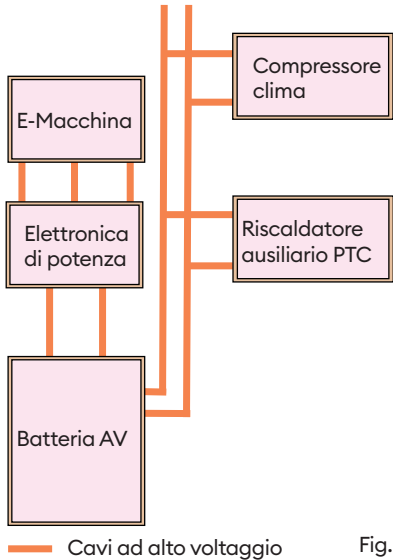 Compressore
clima
E-Macchina
Elettronica
di potenza
Riscaldatore
ausiliario PTC
Batteria AV
Cavi ad alto voltaggio
Fig.